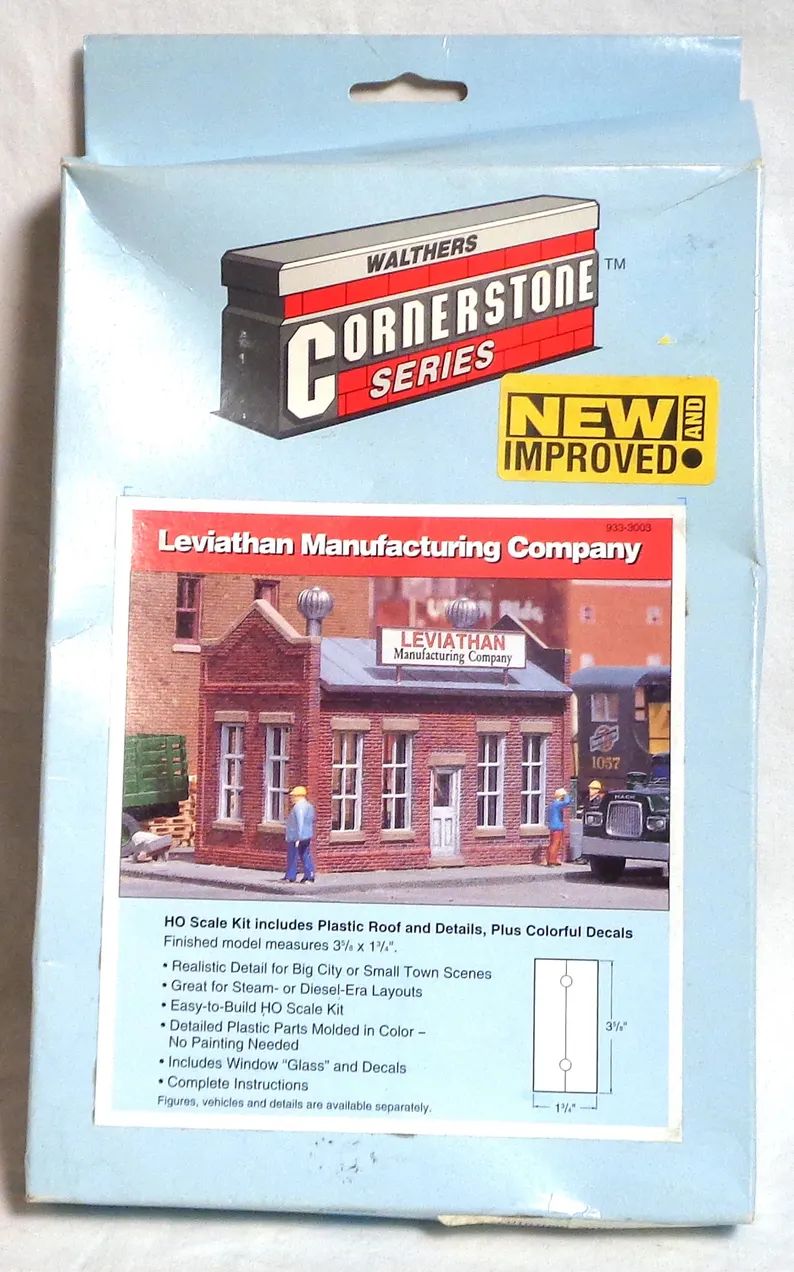 WALTHERS
CORNERSTONE
SERIES
TM
NEW AND
IMPROVED
933-3003
Leviathan Manufacturing Company
LEVIATHAN
Manufacturing Company
1057
MACK
HO Scale Kit includes Plastic Roof and Details, Plus Colorful Decals
Finished model measures 3⁵/₈ x 1³/₄".
• Realistic Detail for Big City or Small Town Scenes
• Great for Steam- or Diesel-Era Layouts
• Easy-to-Build HO Scale Kit
• Detailed Plastic Parts Molded in Color –
No Painting Needed
• Includes Window "Glass" and Decals
• Complete Instructions
Figures, vehicles and details are available separately.
3⁵/₈"
1³/₄"